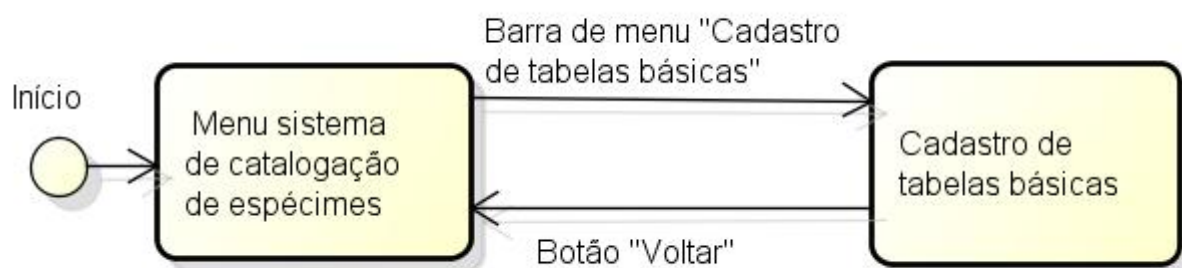 Início
Menu sistema
de catalogação
de espécimes
Barra de menu "Cadastro
de tabelas básicas"
Cadastro de
tabelas básicas
Botão "Voltar"